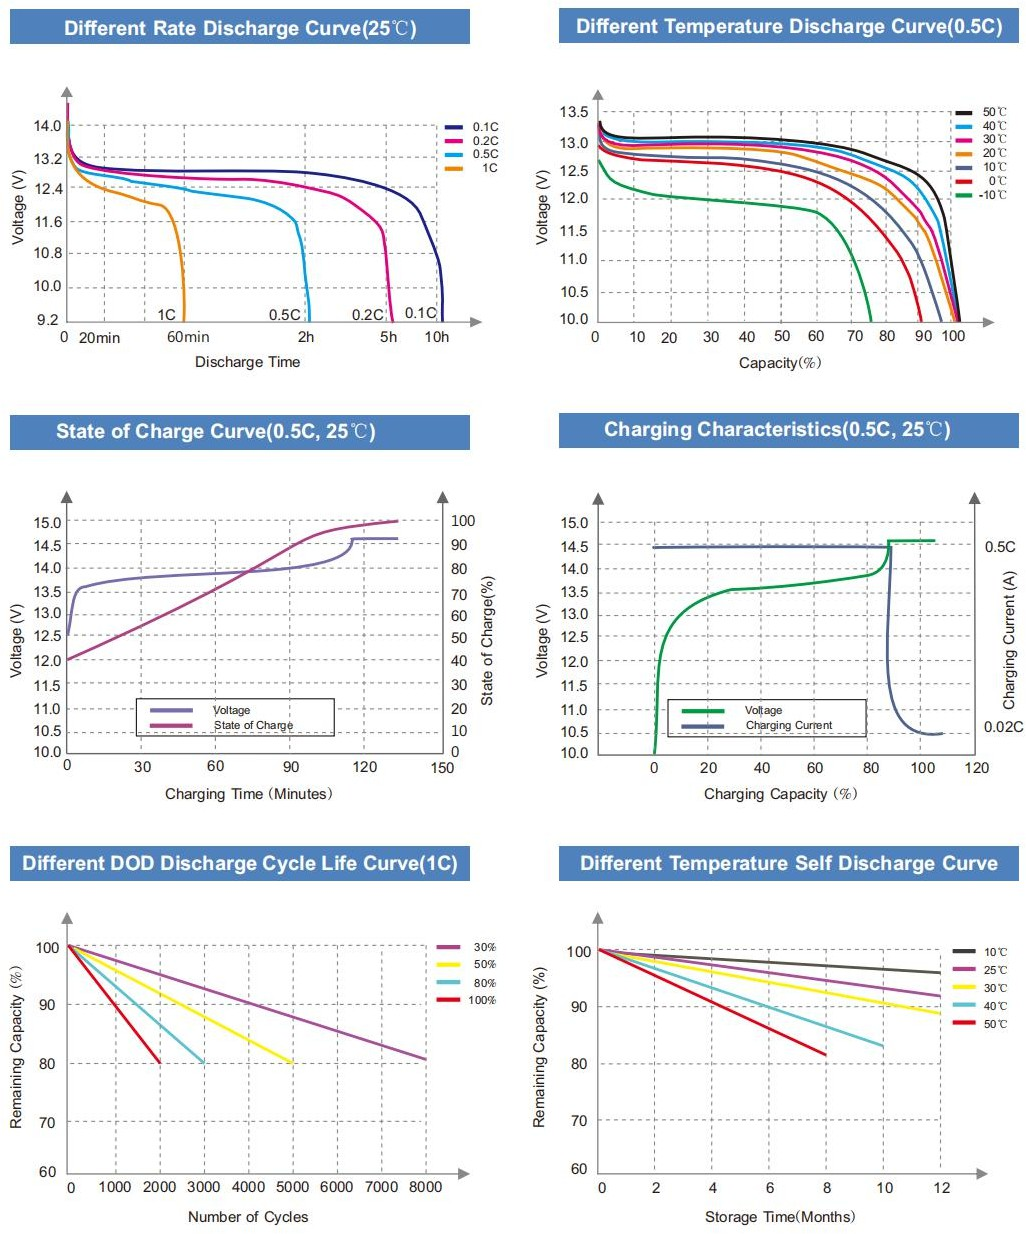 Different Rate Discharge Curve(25℃)
14.0
13.2
12.4
11.6
10.8
10.0
9.2
Voltage (V)
0.1C
0.2C
0.5C
1C
1C
0.5C
0.2C
0.1C
0 20min 60min 2h 5h 10h
Discharge Time
Different Temperature Discharge Curve(0.5C)
13.5
13.0
12.5
12.0
11.5
11.0
10.5
10.0
Voltage (V)
50℃
40℃
30℃
20℃
10℃
0℃
-10℃
0 10 20 30 40 50 60 70 80 90 100
Capacity(%)
State of Charge Curve(0.5C, 25℃)
15.0
14.5
14.0
13.5
13.0
12.5
12.0
11.5
11.0
10.5
10.0
Voltage (V)
100
90
80
70
60
50
40
30
20
10
0
State of Charge(%)
Voltage
State of Charge
0 30 60 90 120 150
Charging Time (Minutes)
Charging Characteristics(0.5C, 25℃)
15.0
14.5
14.0
13.5
13.0
12.5
12.0
11.5
11.0
10.5
10.0
Voltage (V)
0.5C
0.02C
Charging Current (A)
Voltage
Charging Current
0 20 40 60 80 100 120
Charging Capacity (%)
Different DOD Discharge Cycle Life Curve(1C)
100
90
80
70
60
Remaining Capacity (%)
30%
50%
80%
100%
0 1000 2000 3000 4000 5000 6000 7000 8000
Number of Cycles
Different Temperature Self Discharge Curve
100
90
80
70
60
Remaining Capacity (%)
10℃
25℃
30℃
40℃
50℃
0 2 4 6 8 10 12
Storage Time(Months)